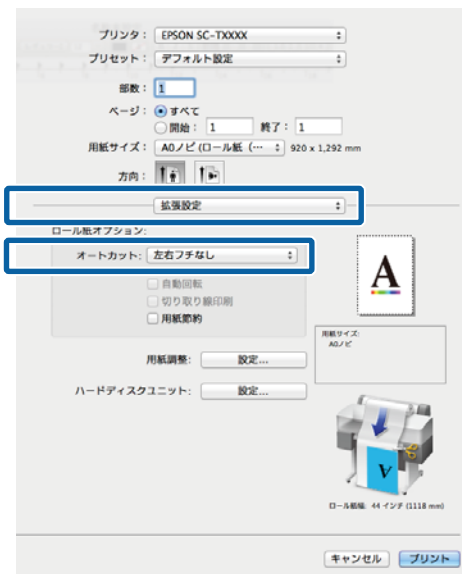 プリンタ： EPSON SC-TXXXX
プリセット： デフォルト設定
部数： 1
ページ： すべて
開始： 1 終了： 1
用紙サイズ： A0ノビ (ロール紙 (… 920 x 1,292 mm
方向：
拡張設定
ロール紙オプション：
オートカット： 左右フチなし
自動回転
切り取り線印刷
用紙節約
用紙調整： 設定...
ハードディスクユニット： 設定...
A
用紙サイズ：
A0ノビ
A
ロール紙幅: 44 インチ (1118 mm)
キャンセル プリント